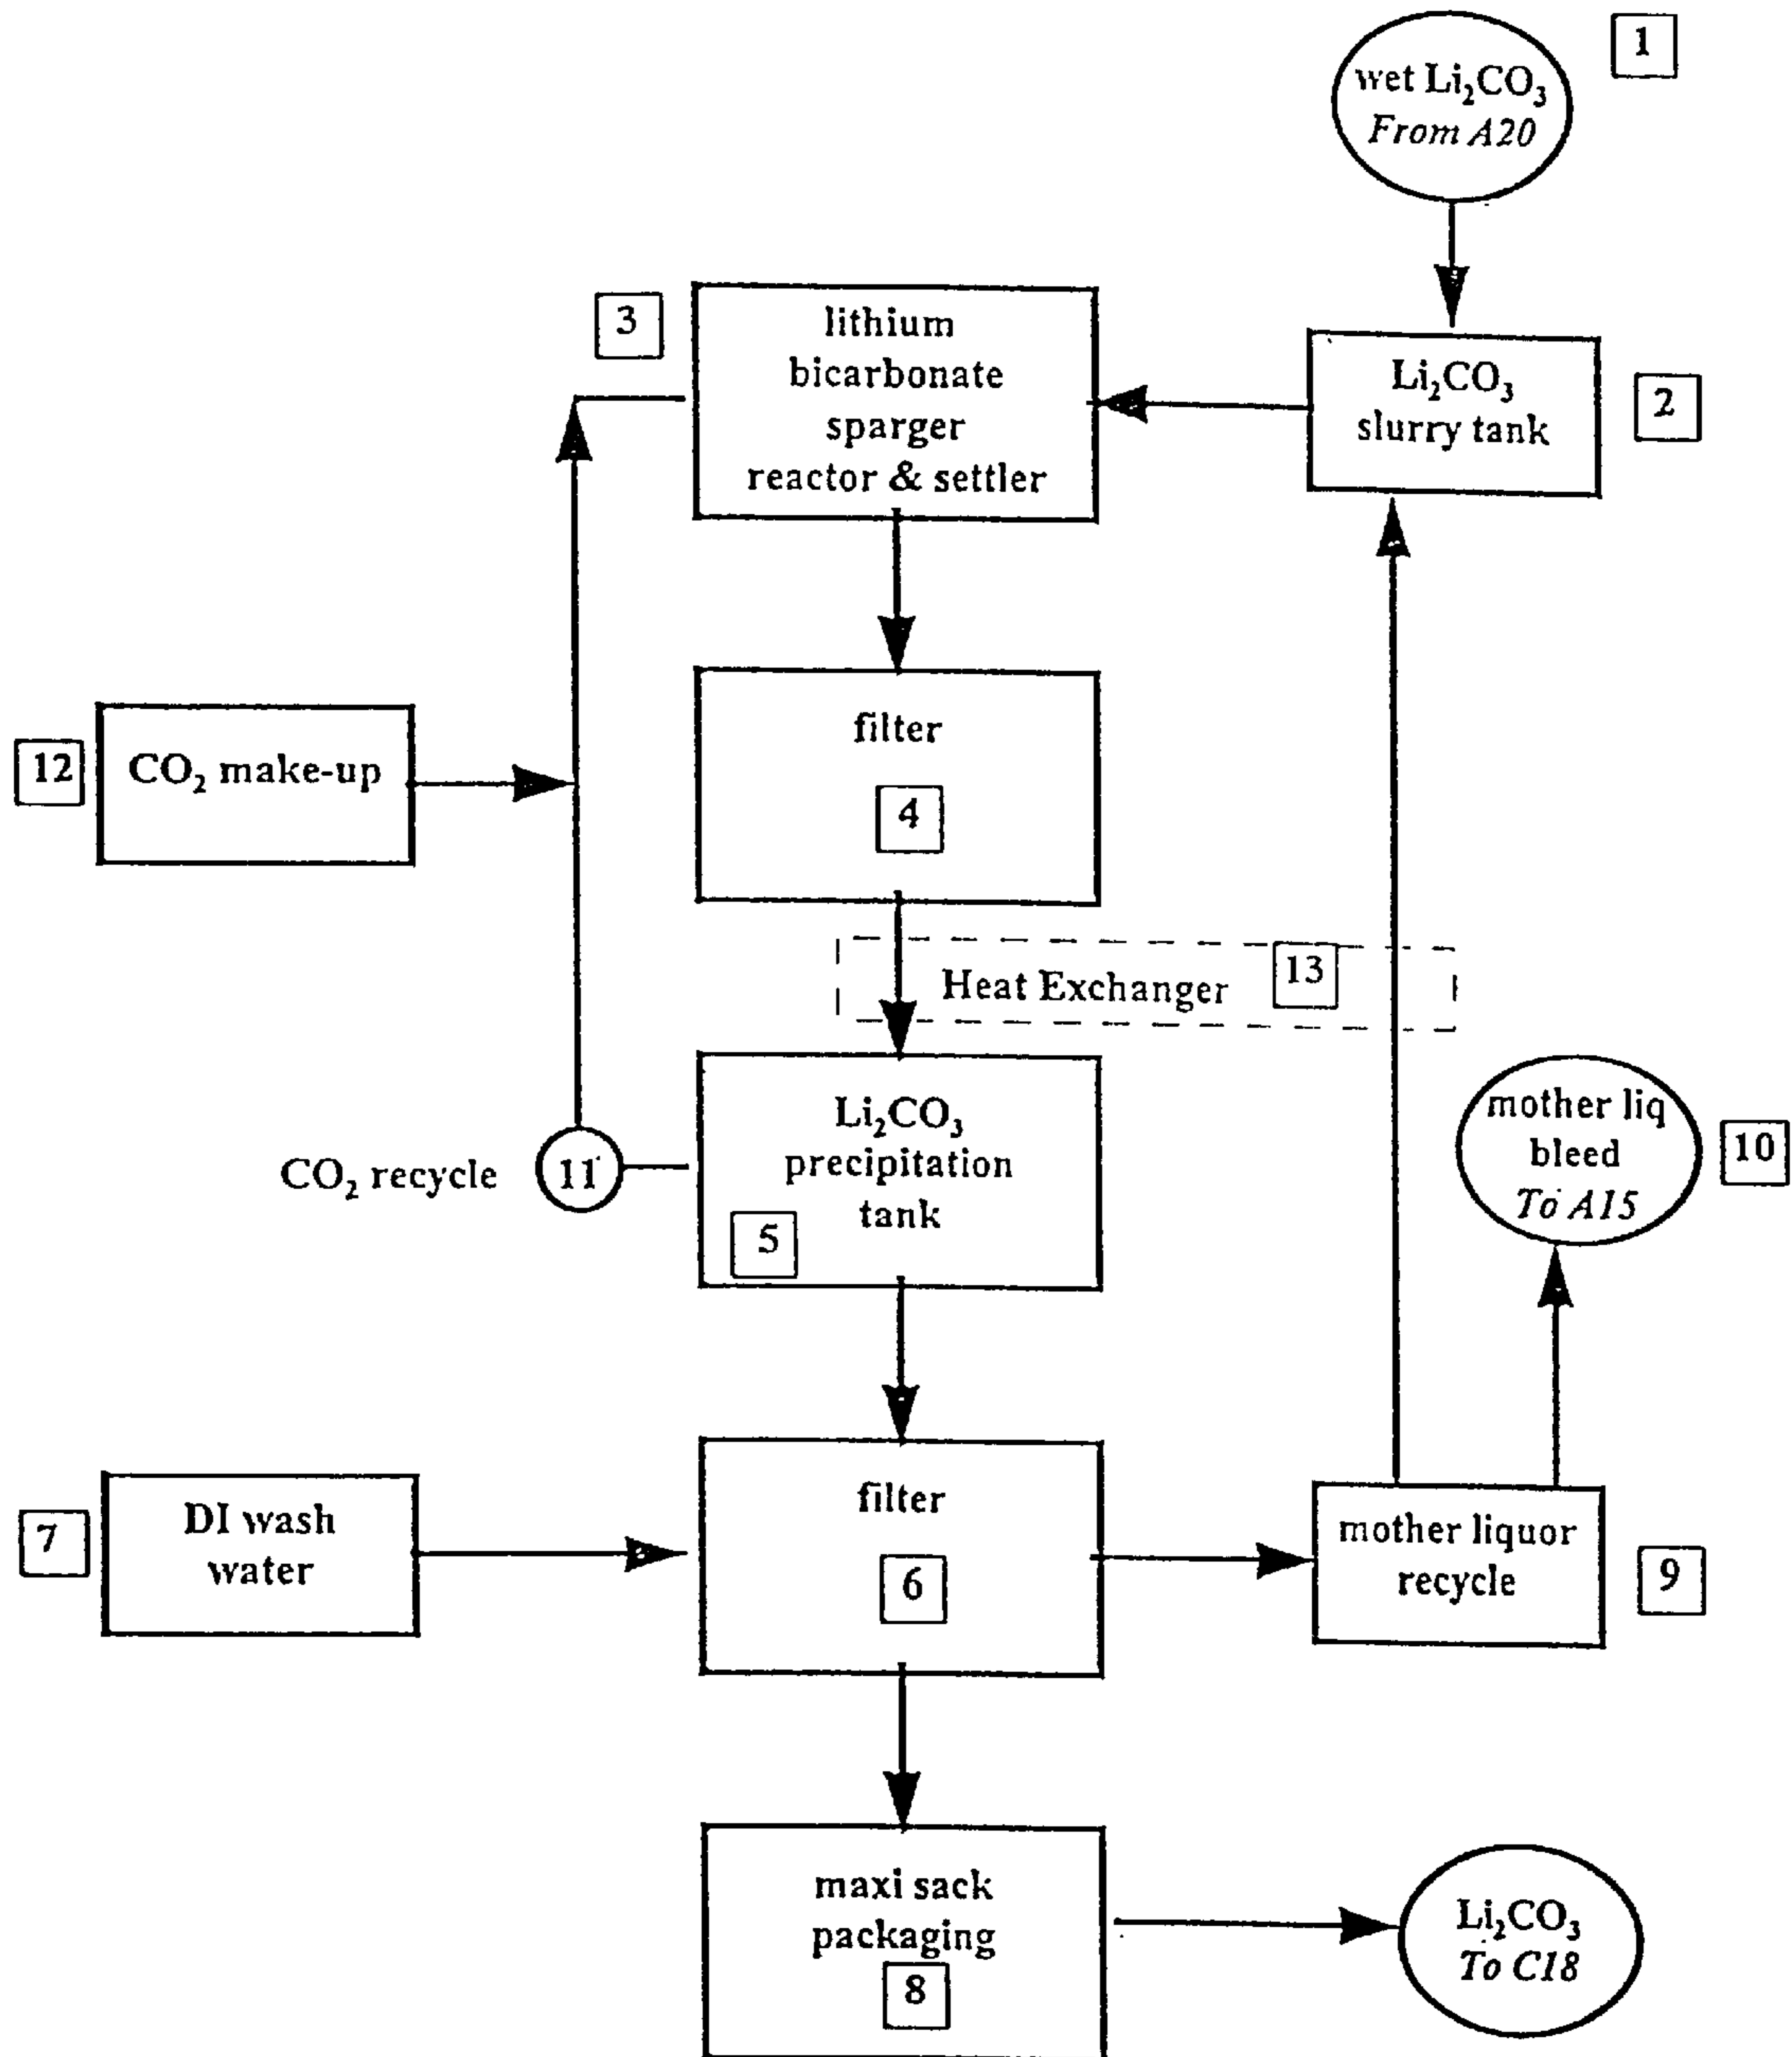 1
wet Li₂CO₃
From A20
3
lithium
bicarbonate
sparger
reactor & settler
Li₂CO₃
slurry tank
2
12
CO₂ make-up
filter
4
Heat Exchanger
13
Li₂CO₃
precipitation
tank
5
CO₂ recycle
11
mother liq
bleed
To A15
10
7
DI wash
water
filter
6
mother liquor
recycle
9
maxi sack
packaging
8
Li₂CO₃
To C18